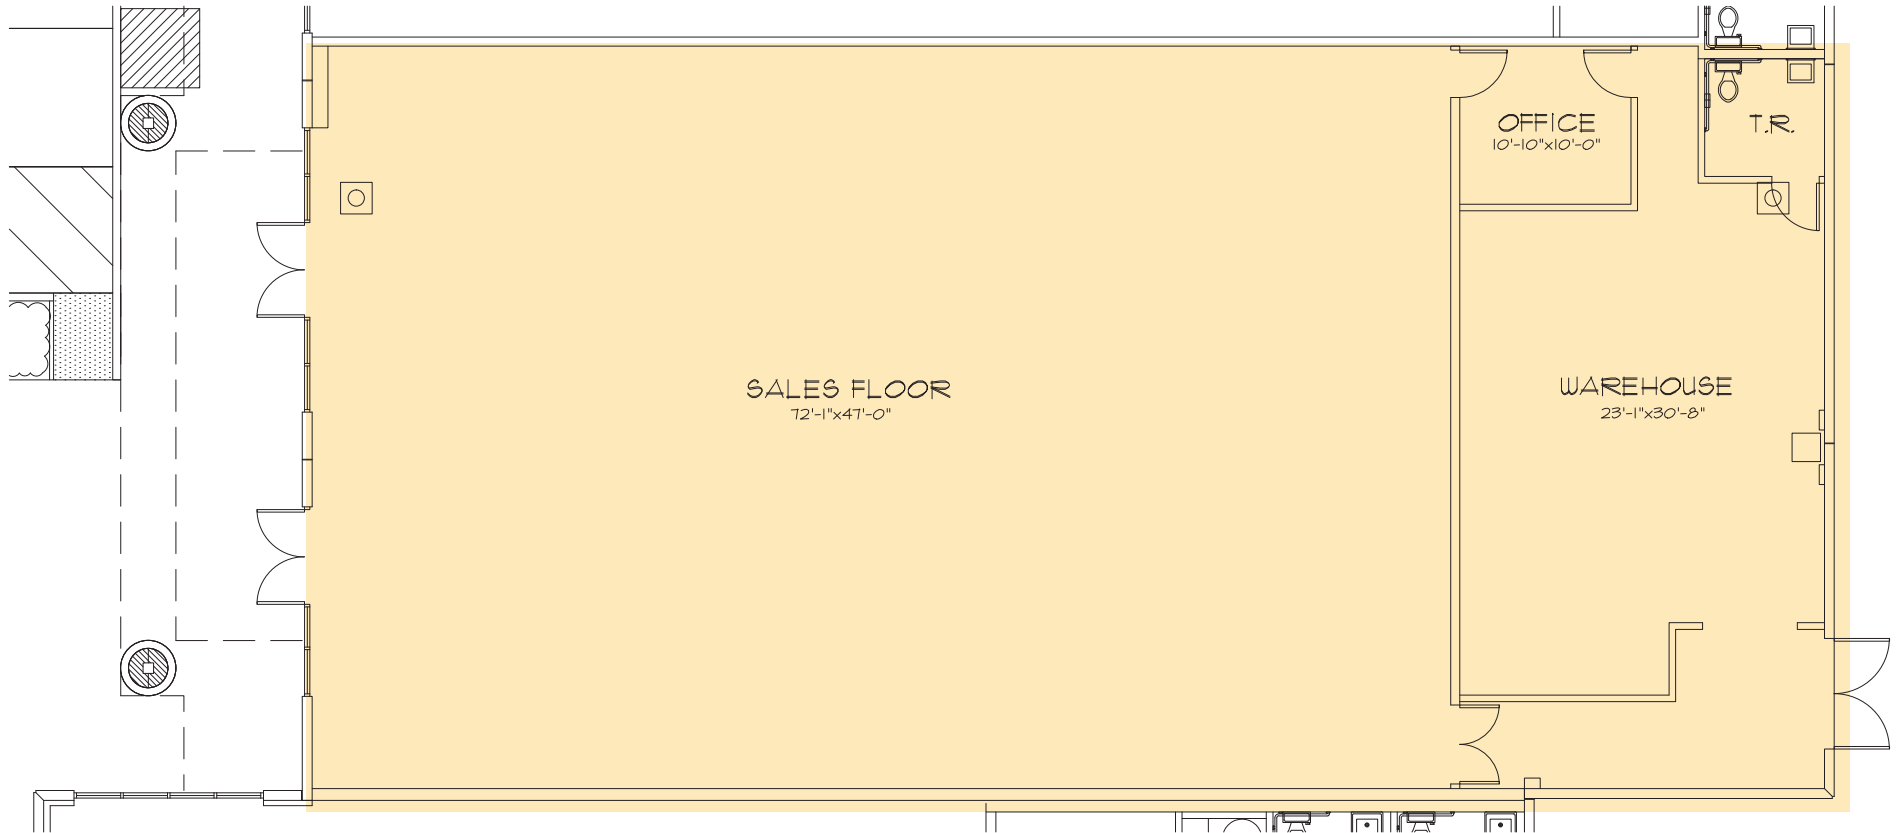 OFFICE
10'-10"x10'-0"
T.R.
SALES FLOOR
72'-1"x47'-0"
WAREHOUSE
23'-1"x30'-8"